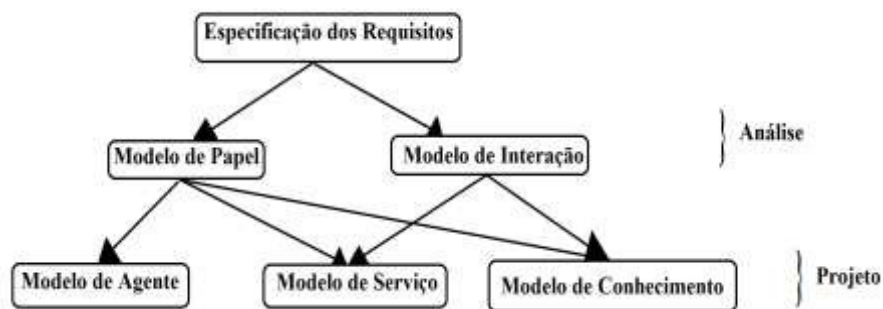 Especificação dos Requisitos
Análise
Modelo de Papel
Modelo de Interação
Modelo de Agente
Modelo de Serviço
Modelo de Conhecimento
Projeto